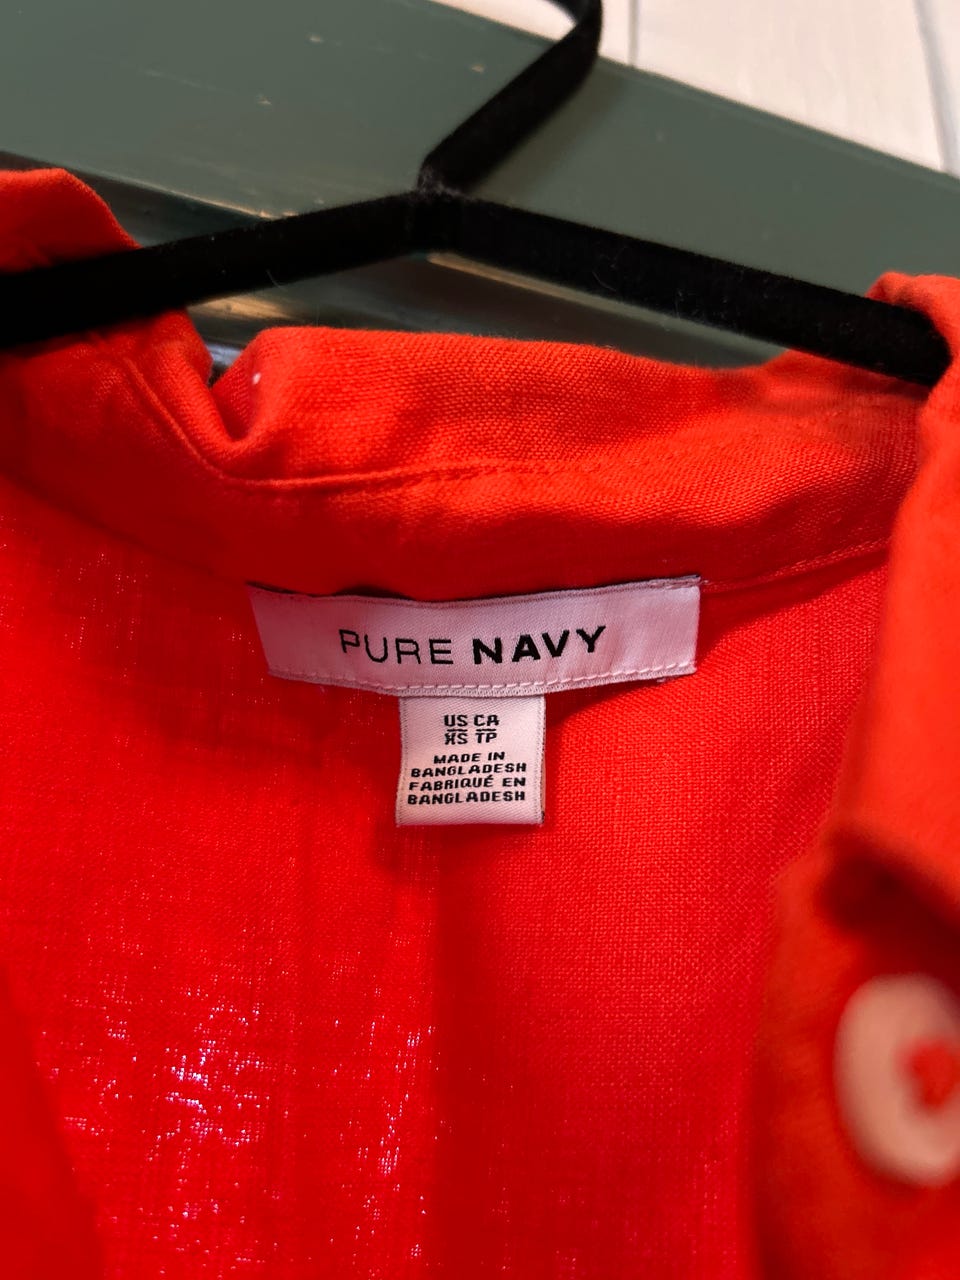 PURE NAVY
US CA
XS TP
MADE IN
BANGLADESH
FABRIQUÉ EN
BANGLADESH